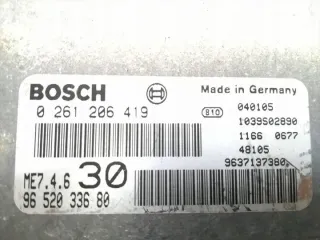 BOSCH
Made in Germany
0 261 206 419
810
040105
1039S02890
1166 0677
48105
9637137380
ME7.4.6 30
96 520 336 80